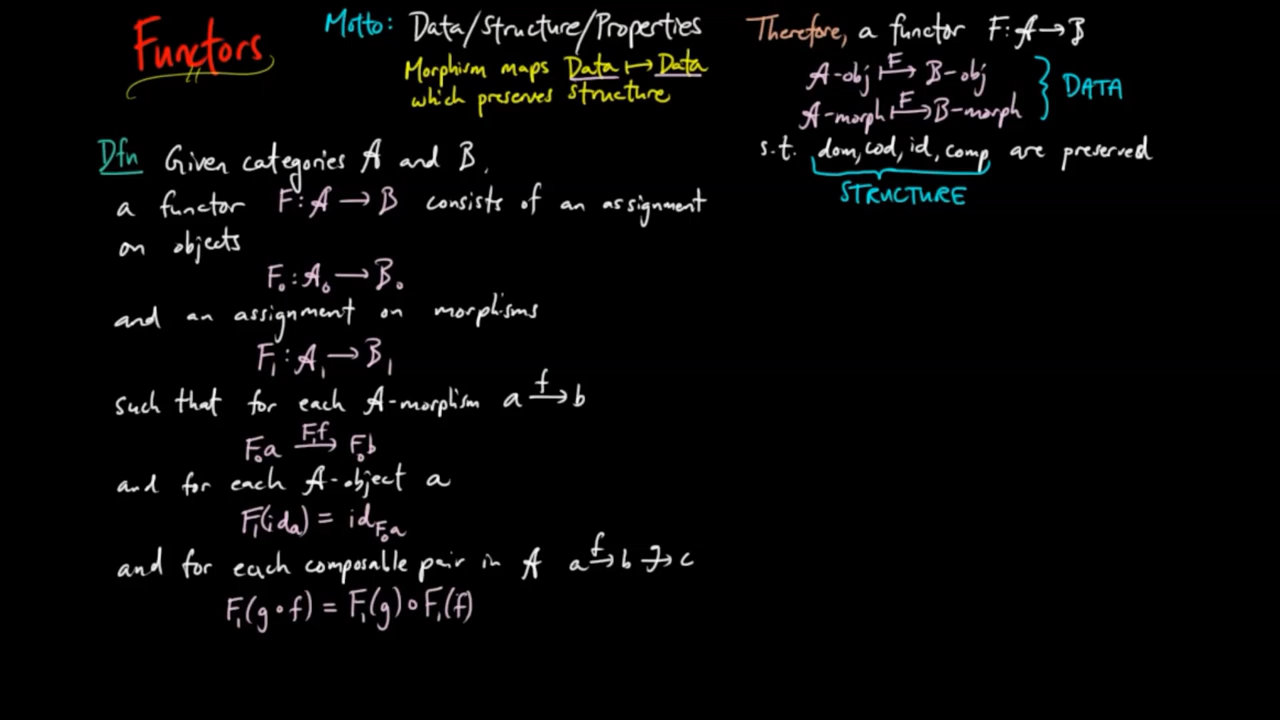 Functors
Motto: Data/Structure/Properties
Morphism maps Data ↦ Data
which preserves structure
Dfn Given categories A and B,
a functor F: A → B consists of an assignment
on objects
F₀: A₀ → B₀
and an assignment on morphisms
F₁: A₁ → B₁
such that for each A-morphism a –f→ b
F₀a –F₁f→ F₀b
and for each A-object a
F₁(id_a) = id_F₀a
and for each composable pair in A a –f→ b –g→ c
F₁(g∘f) = F₁(g)∘F₁(f)
Therefore, a functor F: A → B
A-obj |–F→ B-obj
A-morph |–F→ B-morph
} DATA
s.t. dom, cod, id, comp are preserved
STRUCTURE